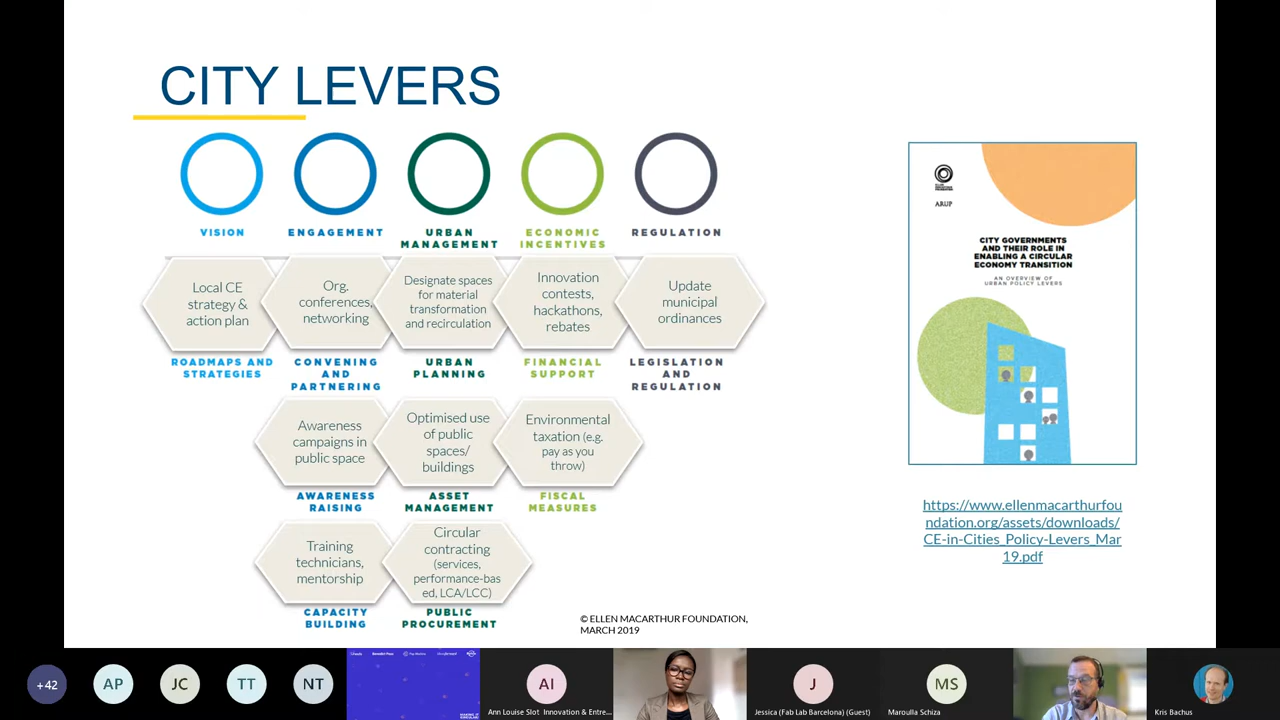 CITY LEVERS
VISION
ENGAGEMENT
URBAN
MANAGEMENT
ECONOMIC
INCENTIVES
REGULATION
Local CE
strategy &
action plan
Org.
conferences,
networking
Designate spaces
for material
transformation
and recirculation
Innovation
contests,
hackathons,
rebates
Update
municipal
ordinances
ROADMAPS AND
STRATEGIES
CONVENING
AND
PARTNERING
URBAN
PLANNING
FINANCIAL
SUPPORT
LEGISLATION
AND
REGULATION
Awareness
campaigns in
public space
Optimised use
of public
spaces/
buildings
Environmental
taxation (e.g.
pay as you
throw)
AWARENESS
RAISING
ASSET
MANAGEMENT
FISCAL
MEASURES
Training
technicians,
mentorship
Circular
contracting
(services,
performance-bas
ed, LCA/LCC)
CAPACITY
BUILDING
PUBLIC
PROCUREMENT
© ELLEN MACARTHUR FOUNDATION,
MARCH 2019
ELLEN
MACARTHUR
FOUNDATION
ARUP
CITY GOVERNMENTS
AND THEIR ROLE IN
ENABLING A CIRCULAR
ECONOMY TRANSITION
AN OVERVIEW OF
URBAN POLICY LEVERS
https://www.ellenmacarthurfou
ndation.org/assets/downloads/
CE-in-Cities_Policy-Levers_Mar
19.pdf
+42
AP
JC
TT
NT
AI
Ann Louise Slot Innovation & Entre...
J
Jessica (Fab Lab Barcelona) (Guest)
MS
Maroulla Schiza
Kris Bachus